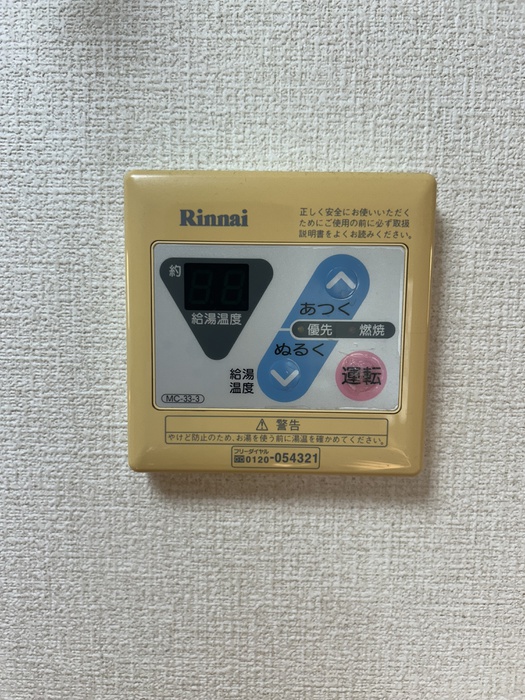 Rinnai
正しく安全にお使いいただく
ためにご使用の前に必ず取扱
説明書をよくお読みください。
約
給湯温度
あつく
優先 燃焼
ぬるく
給湯
温度
運転
MC-33-3
⚠ 警告
やけど防止のため、お湯を使う前に湯温を確かめてください。
フリーダイヤル
0120-054321